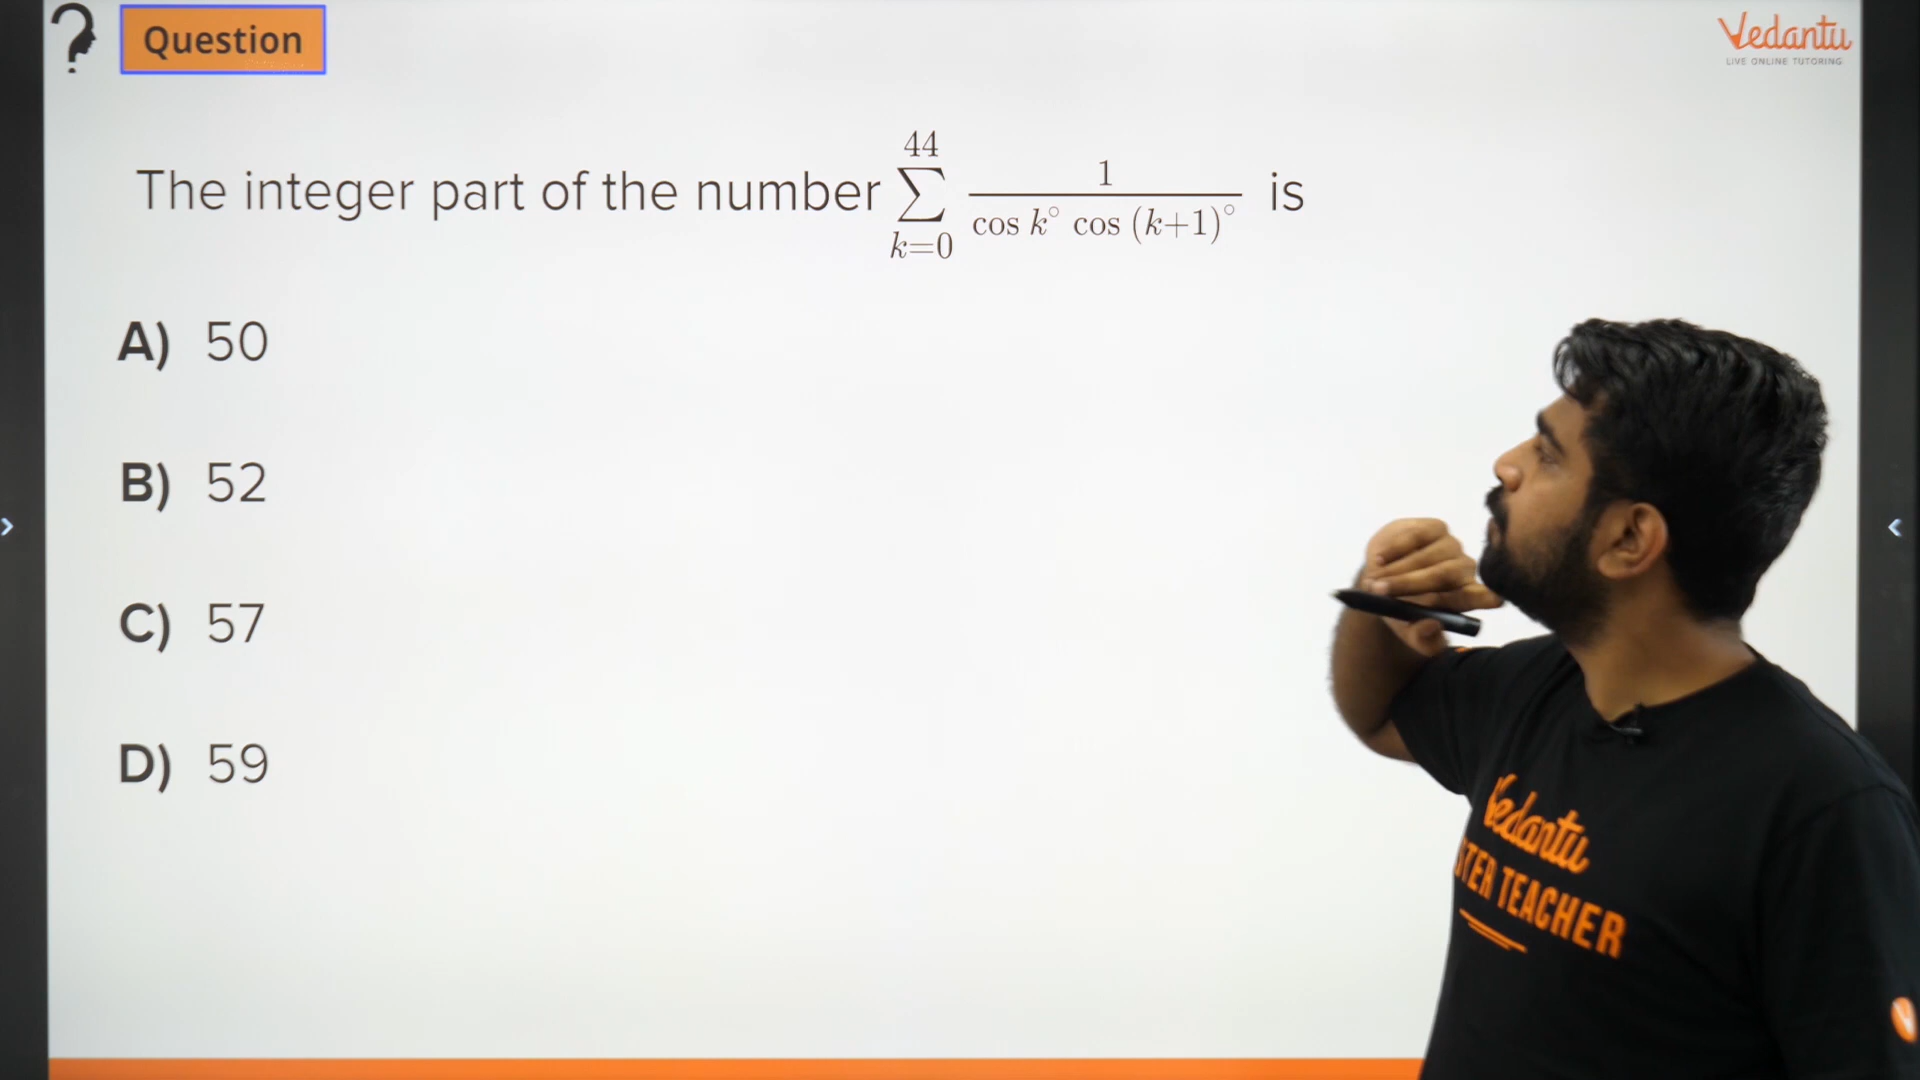 ?
Question
Vedantu
LIVE ONLINE TUTORING
The integer part of the number $\sum_{k=0}^{44} \frac{1}{\cos k^\circ \cos (k+1)^\circ}$ is
A) 50
B) 52
C) 57
D) 59
Vedantu
STER TEACHER